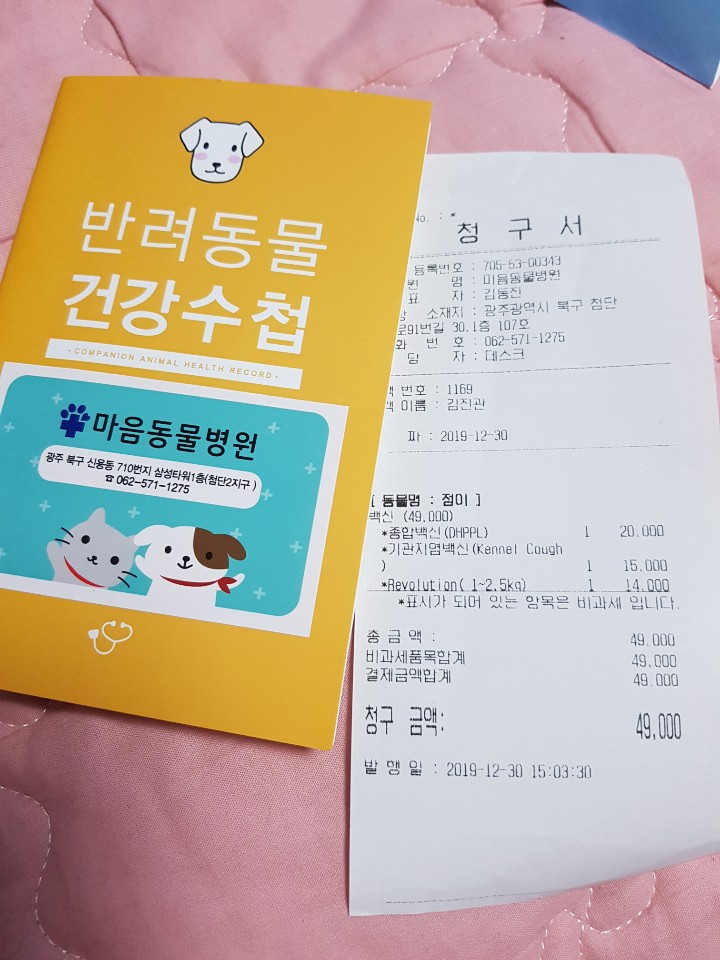 반려동물
건강수첩
· COMPANION ANIMAL HEALTH RECORD ·
마음동물병원
광주 북구 신용동 710번지 삼성타워1층(첨단2지구)
☎ 062-571-1275
No. : *
청 구 서
등록번호 : 705-53-00343
원 명 : 마음동물병원
표 자 : 김동진
소재지 : 광주광역시 북구 첨단
로91번길 30.1층 107호
화 번 호 : 062-571-1275
당 자 : 데스크
객 번호 : 1169
객 이름 : 김진관
파 : 2019-12-30
[ 동물명 : 점이 ]
백신 (49,000)
*종합백신(DHPPL) 1 20.000
*기관지염백신(Kennel Cough
) 1 15,000
*Revolution( 1~2.5kg) 1 14,000
*표시가 되며 있는 항목은 비과세 입니다.
총 금 액 : 49,000
비과세품목합계 49,000
결제금액합계 49,000
청구 금액: 49,000
발 행 일 : 2019-12-30 15:03:30